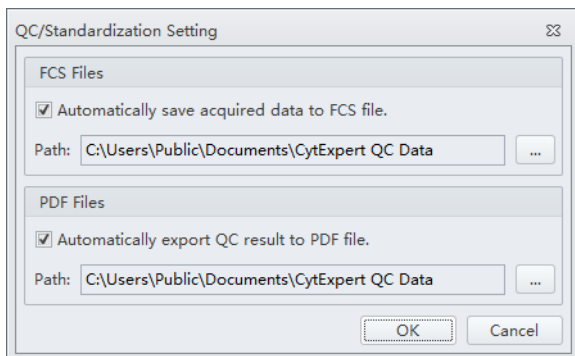 QC/Standardization Setting
FCS Files
Automatically save acquired data to FCS file.
Path: C:\Users\Public\Documents\CytExpert QC Data ...
PDF Files
Automatically export QC result to PDF file.
Path: C:\Users\Public\Documents\CytExpert QC Data ...
OK Cancel